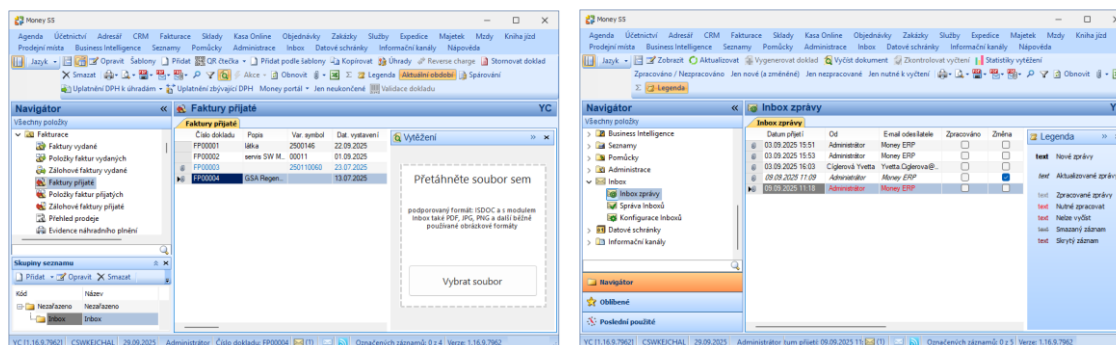 Money S5
Agenda Účetnictví Adresář CRM Fakturace Sklady Kasa Online Objednávky Zakázky Služby Expedice Majetek Mzdy Kniha jízd
Prodejní místa Business Intelligence Seznamy Pomůcky Administrace Inbox Datové schránky Informační kanály Nápověda
Jazyk Opravit Šablony Přidat QR čtečka Přidat podle šablony Kopírovat Úhrady Reverse charge Stornovat doklad
Smazat Akce Obnovit Legenda Aktuální období Spárování
Uplatnění DPH k úhradám Uplatnění zbývající DPH Money portál Jen neukončené Validace dokladu
Navigátor
Všechny položky
Fakturace
Faktury vydané
Položky faktur vydaných
Zálohové faktury vydané
Faktury přijaté
Položky faktur přijatých
Zálohové faktury přijaté
Přehled prodeje
Evidence náhradního plnění
Skupiny seznamu
Přidat Opravit Smazat
Kód Název
Nezařazeno Nezařazeno
Inbox Inbox
Faktury přijaté YC
Faktury přijaté
Číslo dokladu Popis Var. symbol Dat. vystavení
FP00001 látka 2500146 22.09.2025
FP00002 servis SW M... 00011 01.09.2025
FP00003 250110060 23.07.2025
FP00004 GSA Regen... 13.07.2025
Vytěžení
Přetáhněte soubor sem
podporovaný formát: ISDOC a s modulem
Inbox také PDF, JPG, PNG a další běžně
používané obrázkové formáty
Vybrat soubor
YC [1.16.9.7962] CSWKEJCHAL 29.09.2025 Administrátor Číslo dokladu: FP00004 (1) Označených záznamů: 0 z 4 Verze: 1.16.9.7962
Money S5
Agenda Účetnictví Adresář CRM Fakturace Sklady Kasa Online Objednávky Zakázky Služby Expedice Majetek Mzdy Kniha jízd
Prodejní místa Business Intelligence Seznamy Pomůcky Administrace Inbox Datové schránky Informační kanály Nápověda
Jazyk Zobrazit Aktualizovat Vygenerovat doklad Vyčíst dokument Zkontrolovat vyčtení Statistiky vytěžení
Zpracováno / Nezpracováno Jen nové (a změněné) Jen nezpracované Jen nutné k vyčtení Obnovit
Legenda
Navigátor
Všechny položky
Business Intelligence
Seznamy
Pomůcky
Administrace
Inbox
Inbox zprávy
Správa Inboxů
Konfigurace Inboxů
Datové schránky
Informační kanály
Navigátor
Oblíbené
Poslední použité
Inbox zprávy
Inbox zprávy
Datum přijetí Od E-mail odesílatele Zpracováno Změna
03.09.2025 15:51 Administrátor Money ERP
03.09.2025 15:53 Administrátor Money ERP
03.09.2025 16:03 Cíglerová Yvetta Yvetta.Ciglerova@...
09.09.2025 11:09 Administrátor Money ERP
09.09.2025 11:18 Administrátor Money ERP
Legenda
text Nové zprávy
text Aktualizované zprávy
text Zpracované zprávy
text Nutné zpracovat
text Nelze vyčíst
text Smazaný záznam
text Skrytý záznam
YC [1.16.9.7962] CSWKEJCHAL 29.09.2025 Označených záznamů: 0 z 5 Verze: 1.16.9.7962